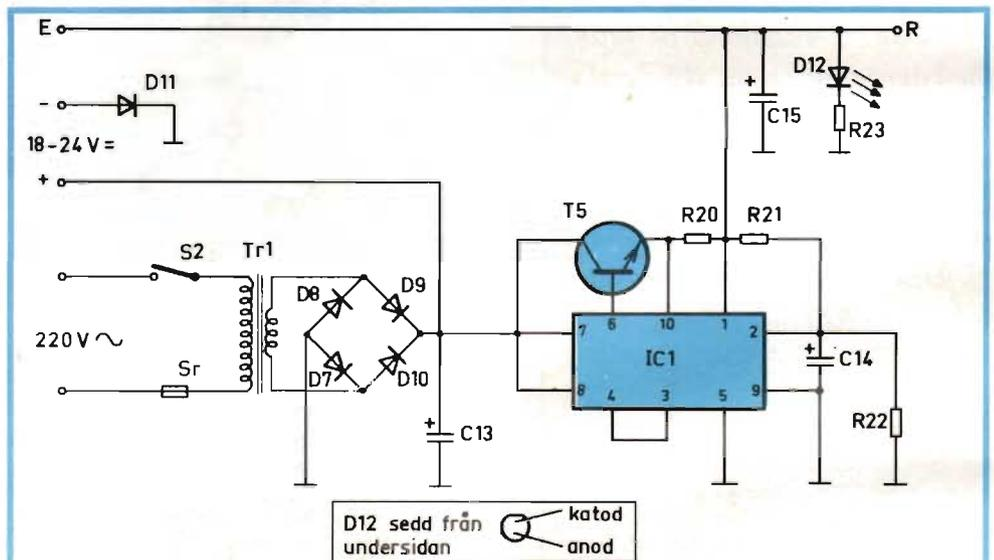 E
R
D11
D12
-
C15
R23
18-24 V =
+
T5
R20
R21
S2
Tr1
D8
D9
6
10
1
7
2
220 V ~
IC1
C14
Sr
D7
D10
8
4
3
5
9
+
+
+
R22
C13
D12 sedd från
undersidan
katod
anod